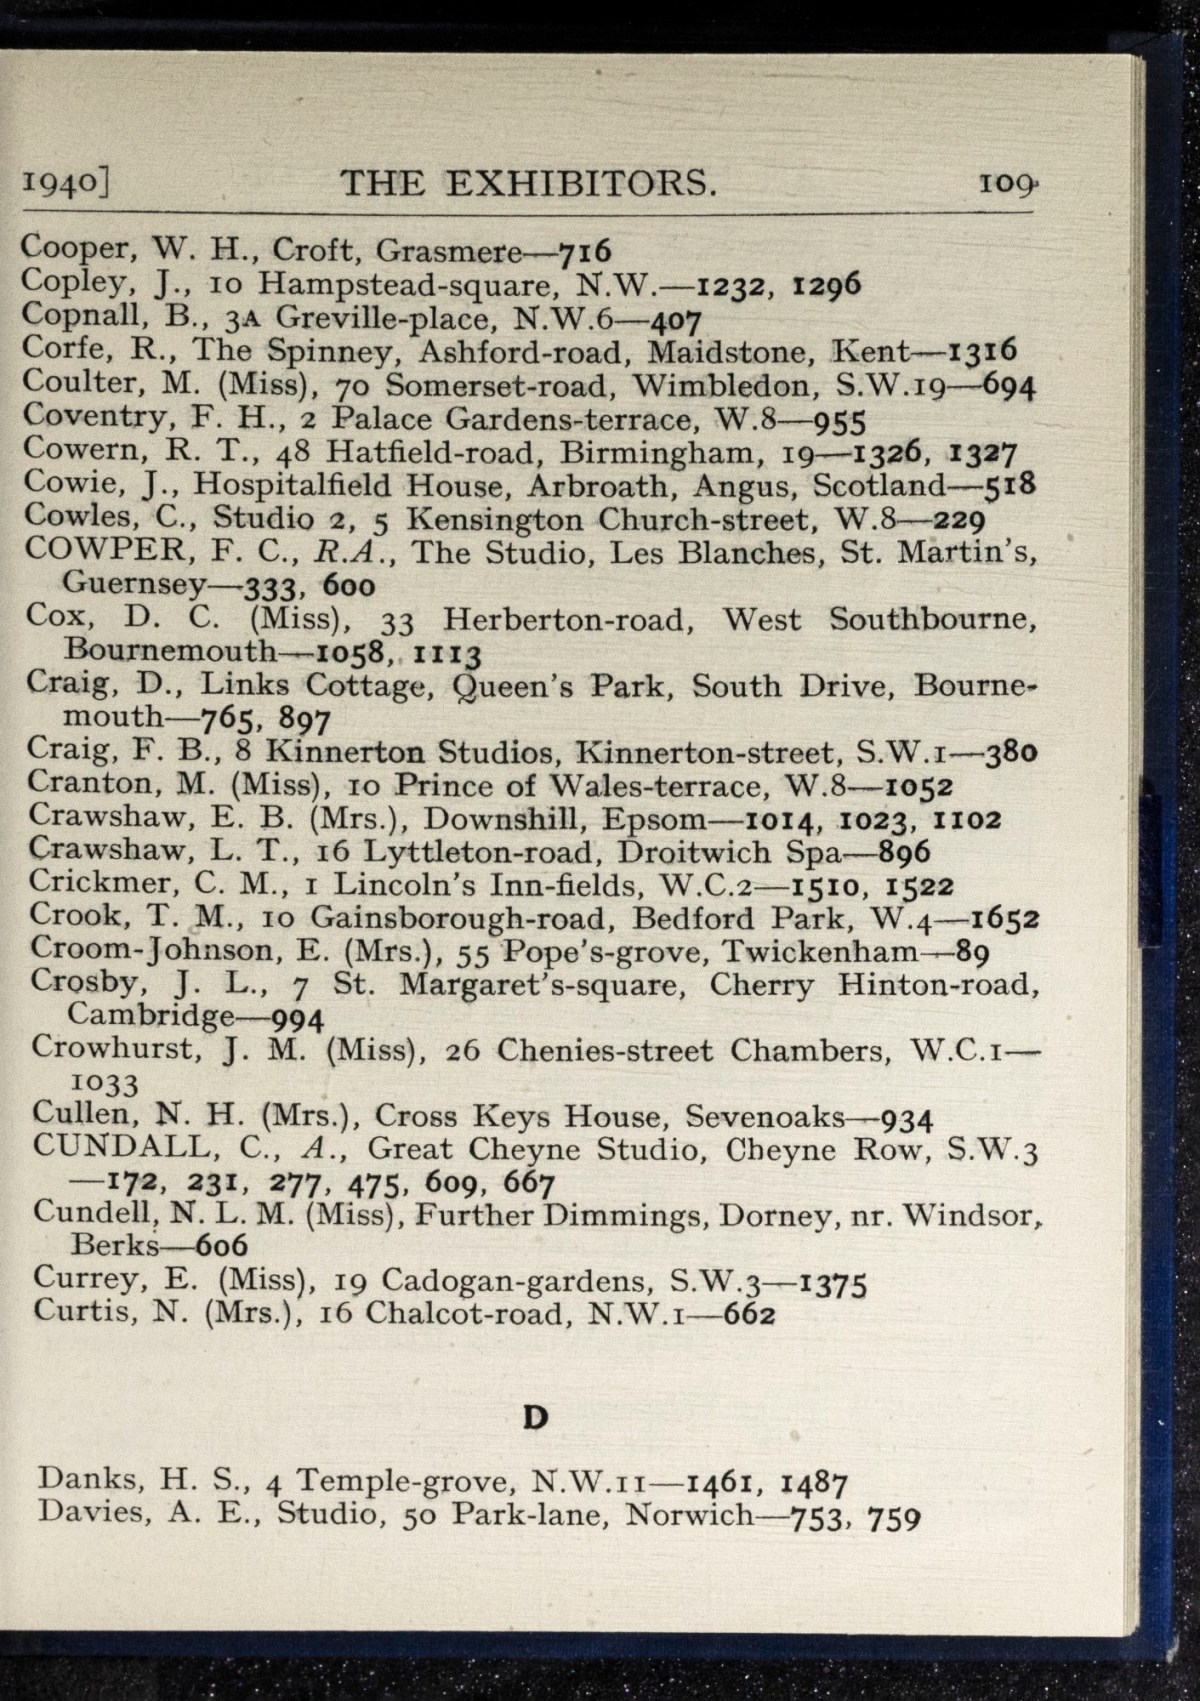 1940] THE EXHIBITORS. 109
Cooper, W. H., Croft, Grasmere—716
Copley, J., 10 Hampstead-square, N.W.—1232, 1296
Copnall, B., 3A Greville-place, N.W.6—407
Corfe, R., The Spinney, Ashford-road, Maidstone, Kent—1316
Coulter, M. (Miss), 70 Somerset-road, Wimbledon, S.W.19—694
Coventry, F. H., 2 Palace Gardens-terrace, W.8—955
Cowern, R. T., 48 Hatfield-road, Birmingham, 19—1326, 1327
Cowie, J., Hospitalfield House, Arbroath, Angus, Scotland—518
Cowles, C., Studio 2, 5 Kensington Church-street, W.8—229
COWPER, F. C., R.A., The Studio, Les Blanches, St. Martin's,
Guernsey—333, 600
Cox, D. C. (Miss), 33 Herberton-road, West Southbourne,
Bournemouth—1058, 1113
Craig, D., Links Cottage, Queen's Park, South Drive, Bourne-
mouth—765, 897
Craig, F. B., 8 Kinnerton Studios, Kinnerton-street, S.W.1—380
Cranton, M. (Miss), 10 Prince of Wales-terrace, W.8—1052
Crawshaw, E. B. (Mrs.), Downshill, Epsom—1014, 1023, 1102
Crawshaw, L. T., 16 Lyttleton-road, Droitwich Spa—896
Crickmer, C. M., 1 Lincoln's Inn-fields, W.C.2—1510, 1522
Crook, T. M., 10 Gainsborough-road, Bedford Park, W.4—1652
Croom-Johnson, E. (Mrs.), 55 Pope's-grove, Twickenham—89
Crosby, J. L., 7 St. Margaret's-square, Cherry Hinton-road,
Cambridge—994
Crowhurst, J. M. (Miss), 26 Chenies-street Chambers, W.C.1—
1033
Cullen, N. H. (Mrs.), Cross Keys House, Sevenoaks—934
CUNDALL, C., A., Great Cheyne Studio, Cheyne Row, S.W.3
—172, 231, 277, 475, 609, 667
Cundell, N. L. M. (Miss), Further Dimmings, Dorney, nr. Windsor,
Berks—606
Currey, E. (Miss), 19 Cadogan-gardens, S.W.3—1375
Curtis, N. (Mrs.), 16 Chalcot-road, N.W.1—662
D
Danks, H. S., 4 Temple-grove, N.W.11—1461, 1487
Davies, A. E., Studio, 50 Park-lane, Norwich—753, 759